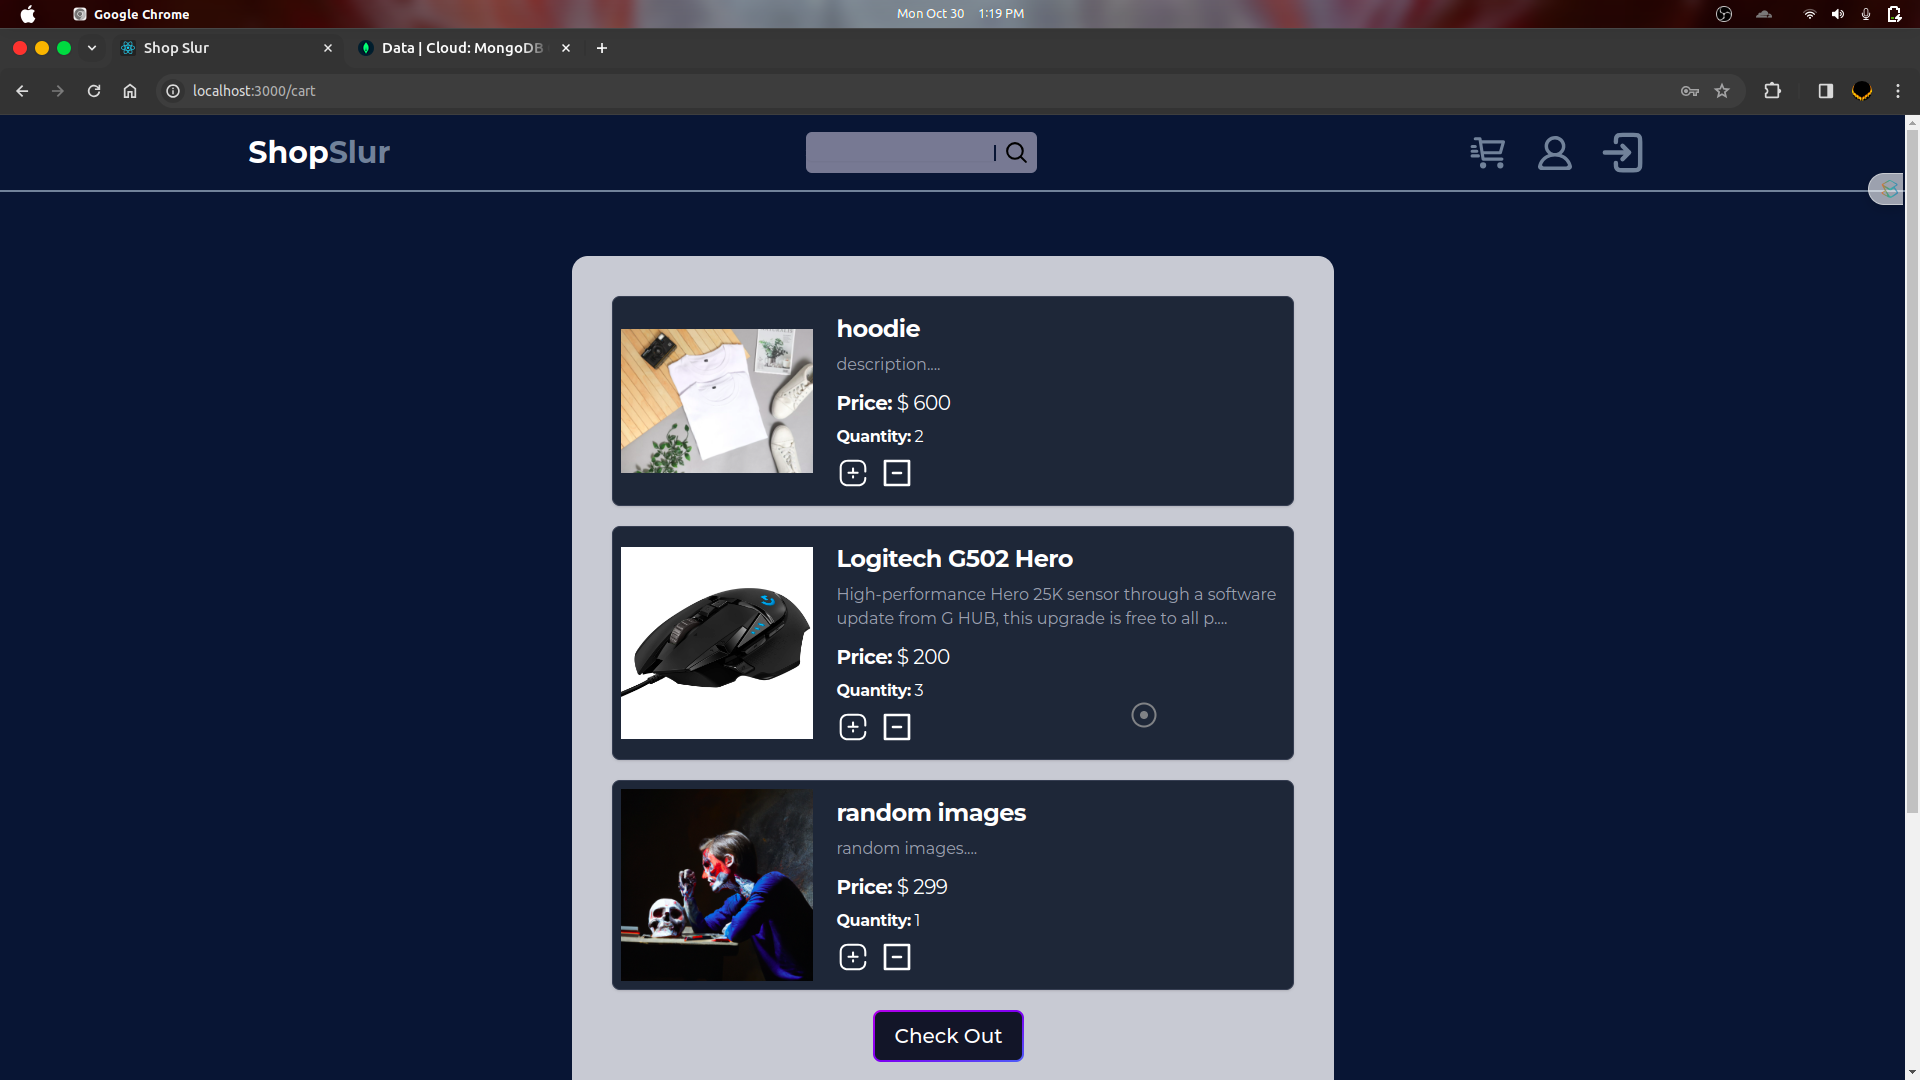 Google Chrome
Mon Oct 30 1:19 PM
Shop Slur
Data | Cloud: MongoDB
localhost:3000/cart
ShopSlur
hoodie
description....
Price: $ 600
Quantity: 2
Logitech G502 Hero
High-performance Hero 25K sensor through a software
update from G HUB, this upgrade is free to all p....
Price: $ 200
Quantity: 3
random images
random images....
Price: $ 299
Quantity: 1
Check Out